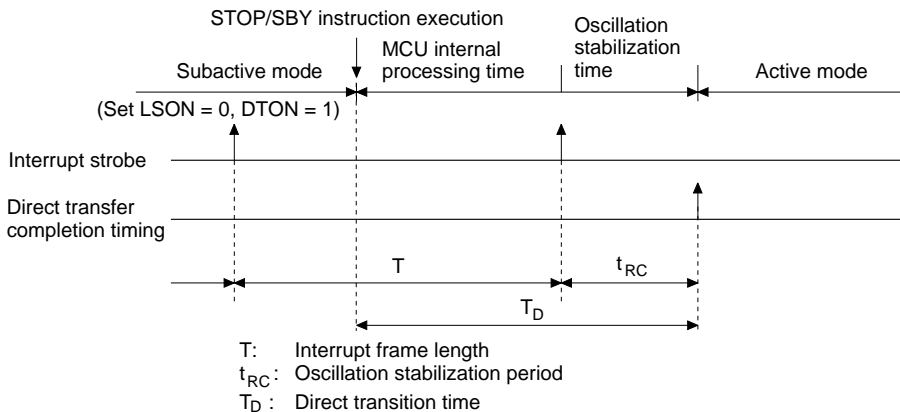 STOP/SBY instruction execution
Subactive mode
MCU internal
processing time
Oscillation
stabilization
time
Active mode
(Set LSON = 0, DTON = 1)
Interrupt strobe
Direct transfer
completion timing
T
tRC
TD
T: Interrupt frame length
tRC : Oscillation stabilization period
TD : Direct transition time